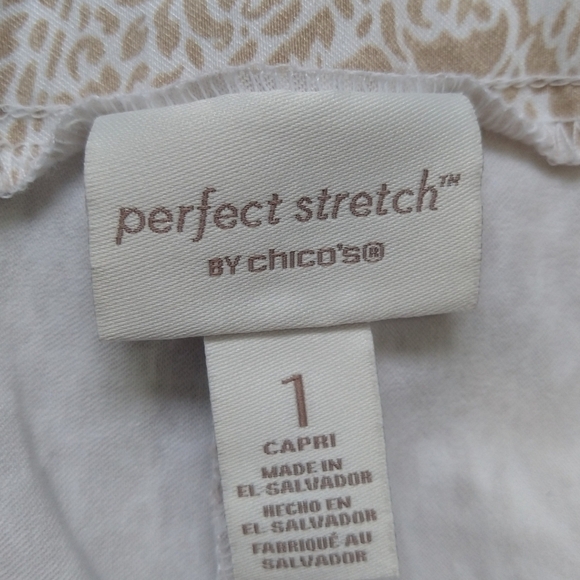 perfect stretch™
BY CHICO'S®
1
CAPRI
MADE IN
EL SALVADOR
HECHO EN
EL SALVADOR
FABRIQUÉ AU
SALVADOR